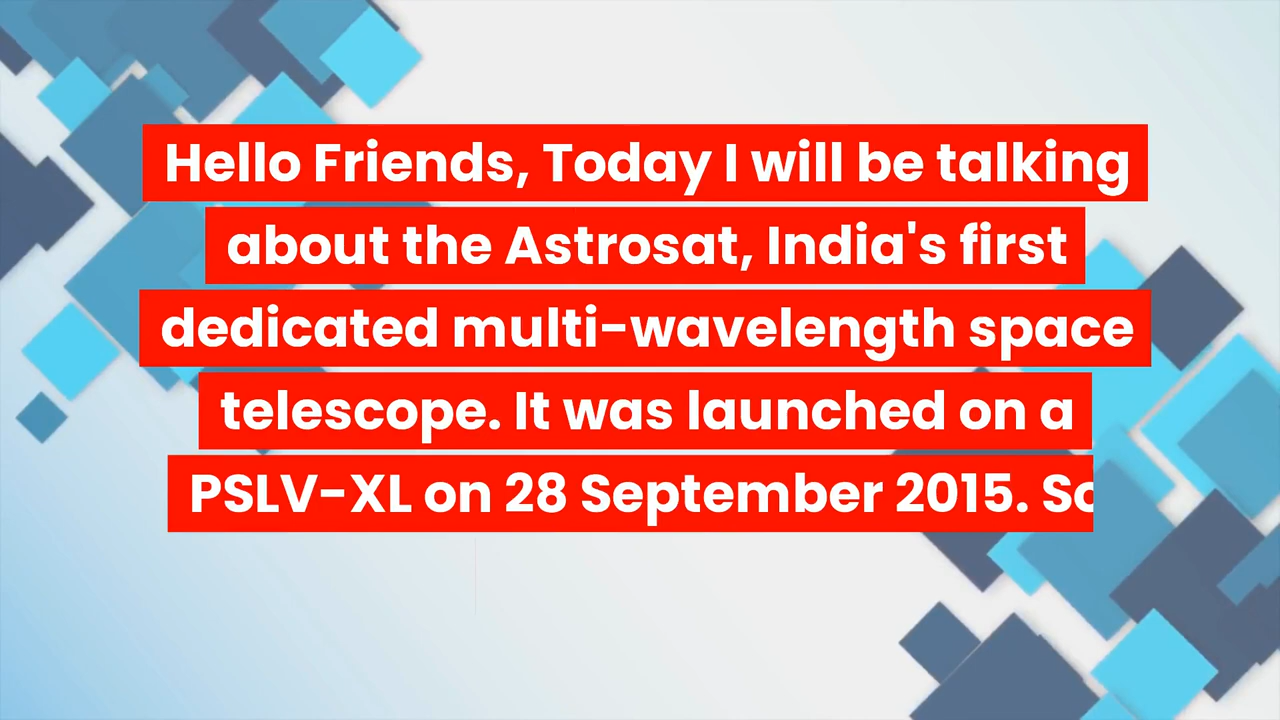 Hello Friends, Today I will be talking
about the Astrosat, India's first
dedicated multi-wavelength space
telescope. It was launched on a
PSLV-XL on 28 September 2015.